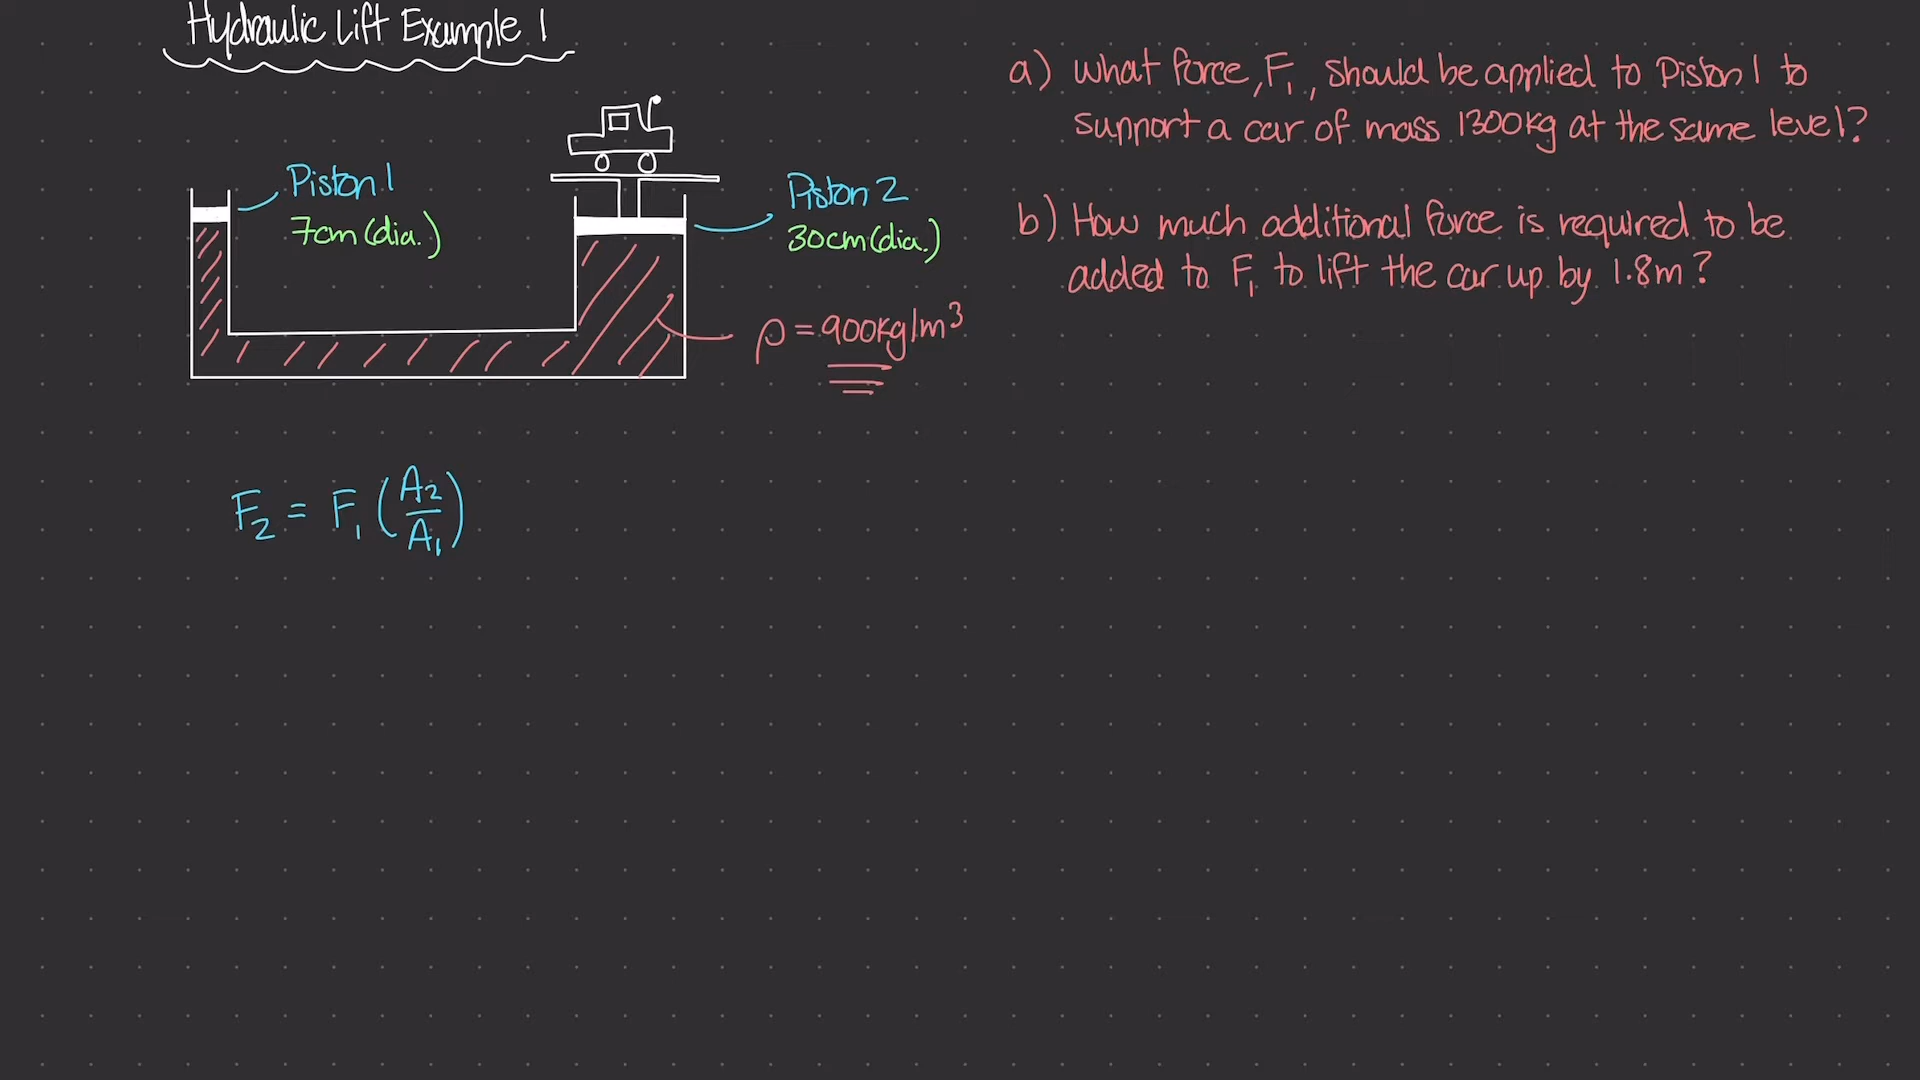 Hydraulic Lift Example 1
Piston 1
7cm (dia.)
Piston 2
30cm (dia.)
ρ = 900kg/m³
F₂ = F₁ (A₂/A₁)
a) What force, F₁, should be applied to Piston 1 to
support a car of mass 1300kg at the same level?
b) How much additional force is required to be
added to F₁ to lift the car up by 1.8m?